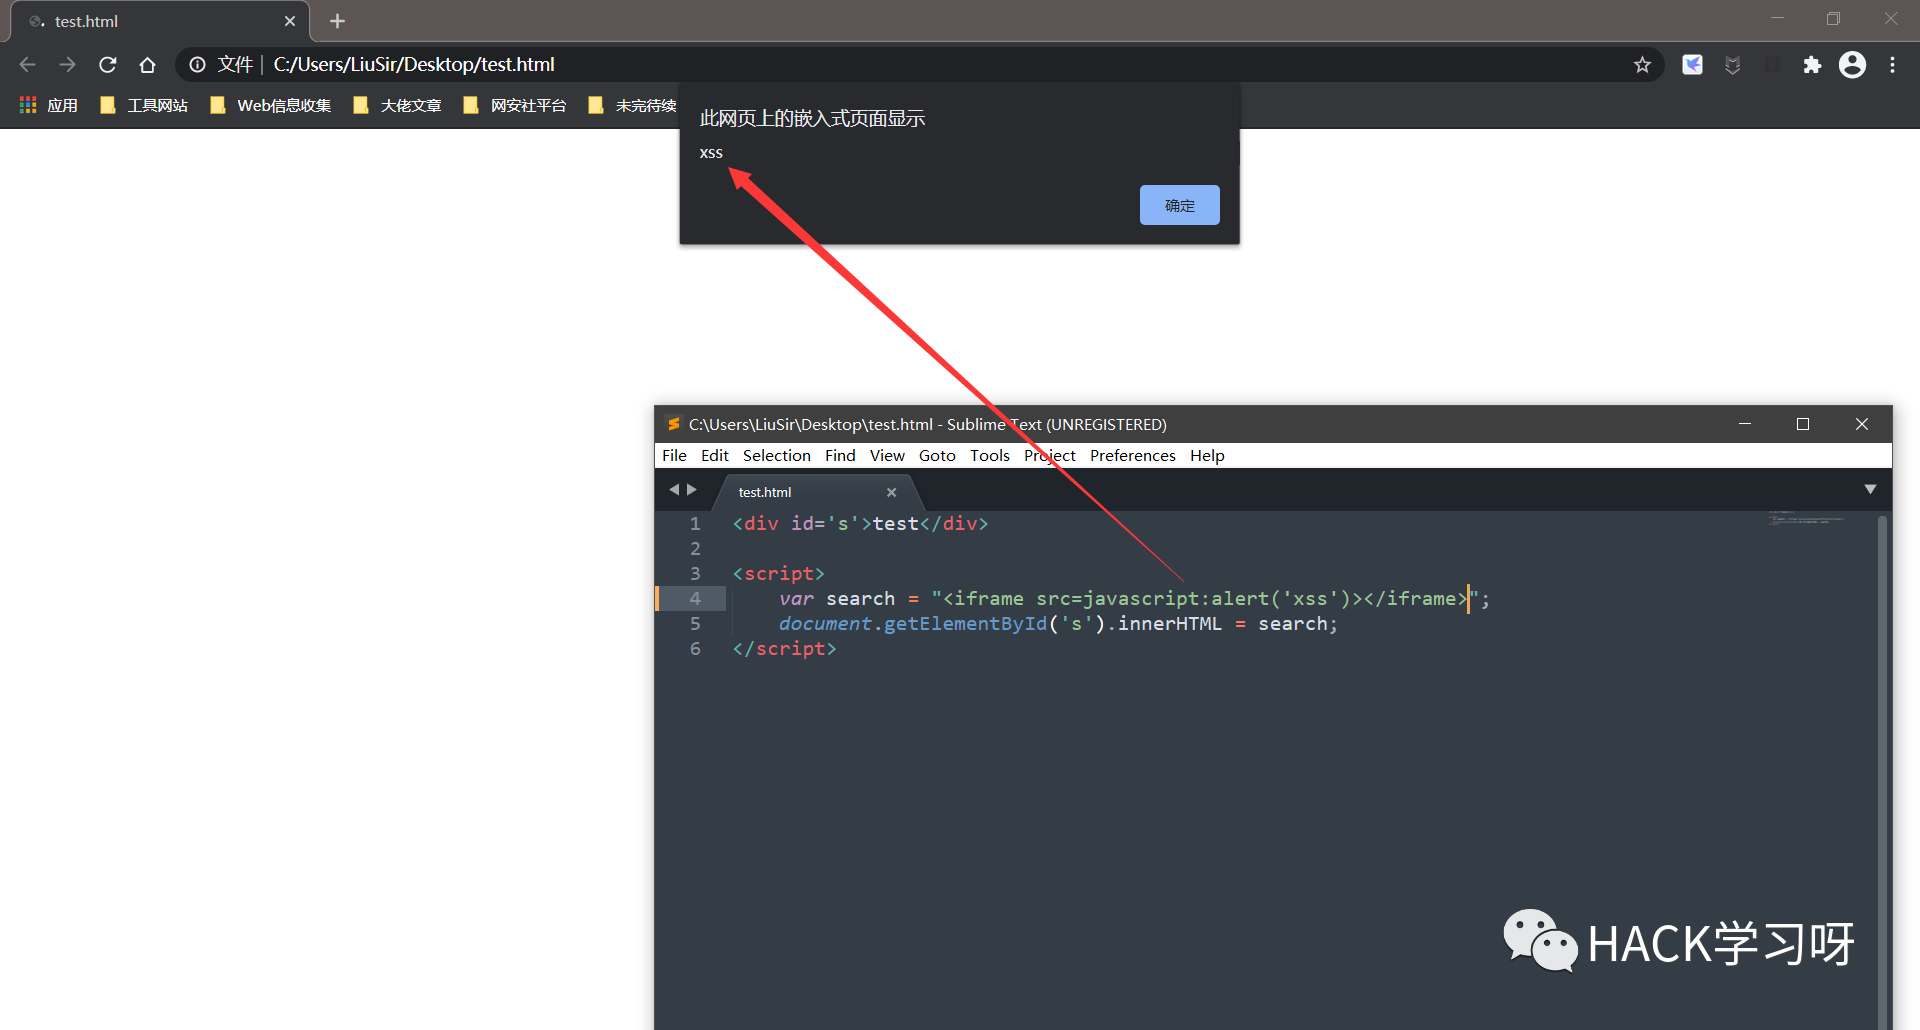 test.html
文件 | C:/Users/LiuSir/Desktop/test.html
应用 工具网站 Web信息收集 大佬文章 网安社平台 未完待续
此网页上的嵌入式页面显示
xss
确定
C:\Users\LiuSir\Desktop\test.html - Sublime Text (UNREGISTERED)
File Edit Selection Find View Goto Tools Project Preferences Help
test.html
1 <div id='s'>test</div>
2
3 <script>
4 var search = "<iframe src=javascript:alert('xss')></iframe>";
5 document.getElementById('s').innerHTML = search;
6 </script>
HACK学习呀